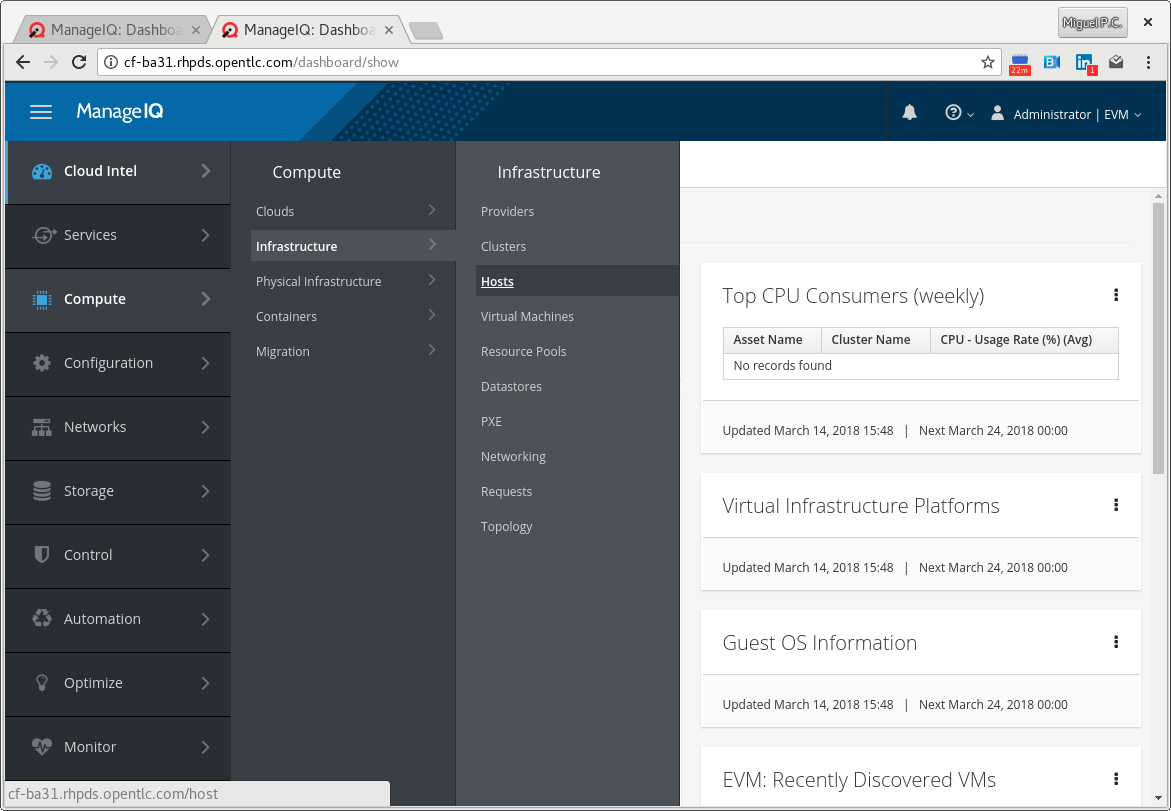 ManageIQ: Dashboa
ManageIQ: Dashboa
Miguel P.C.
cf-ba31.rhpds.opentlc.com/dashboard/show
22m
B
in
1
ManageIQ
Administrator | EVM
Cloud Intel
Services
Compute
Configuration
Networks
Storage
Control
Automation
Optimize
Monitor
Compute
Clouds
Infrastructure
Physical Infrastructure
Containers
Migration
Infrastructure
Providers
Clusters
Hosts
Virtual Machines
Resource Pools
Datastores
PXE
Networking
Requests
Topology
Top CPU Consumers (weekly)
Asset Name Cluster Name CPU - Usage Rate (%) (Avg)
No records found
Updated March 14, 2018 15:48 | Next March 24, 2018 00:00
Virtual Infrastructure Platforms
Updated March 14, 2018 15:48 | Next March 24, 2018 00:00
Guest OS Information
Updated March 14, 2018 15:48 | Next March 24, 2018 00:00
EVM: Recently Discovered VMs
cf-ba31.rhpds.opentlc.com/host